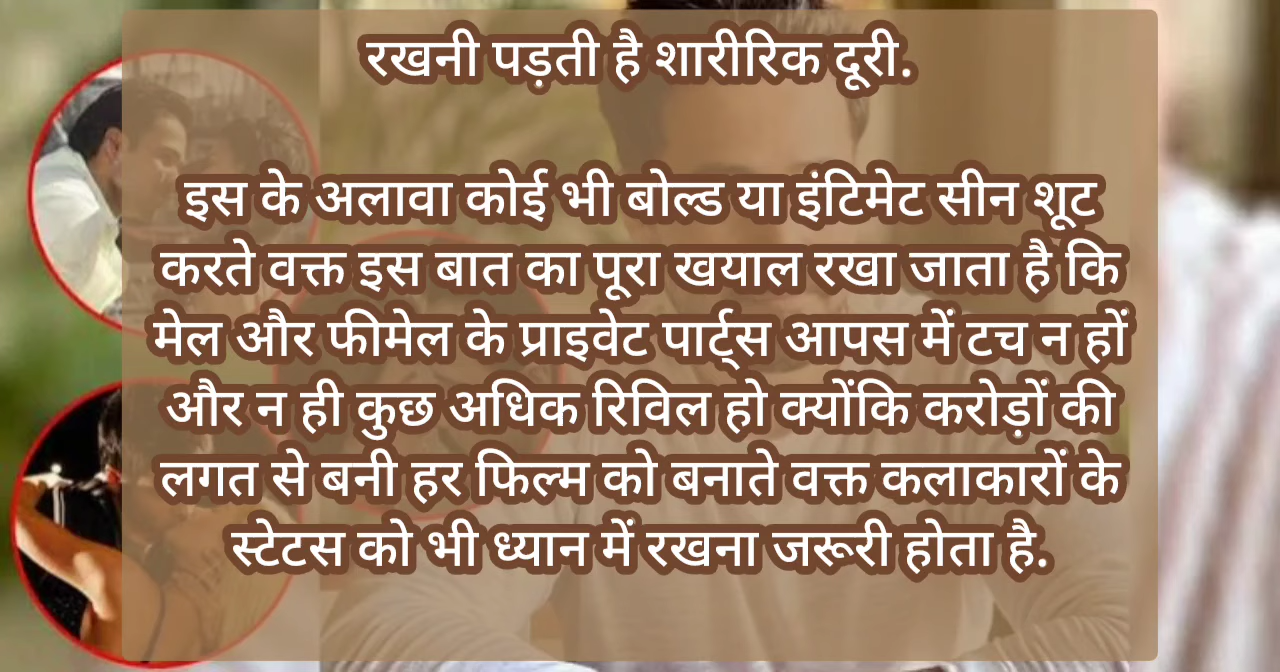 रखनी पड़ती है शारीरिक दूरी.
इस के अलावा कोई भी बोल्ड या इंटिमेट सीन शूट
करते वक्त इस बात का पूरा खयाल रखा जाता है कि
मेल और फीमेल के प्राइवेट पार्ट्स आपस में टच न हों
और न ही कुछ अधिक रिविल हो क्योंकि करोड़ों की
लगत से बनी हर फिल्म को बनाते वक्त कलाकारों के
स्टेटस को भी ध्यान में रखना जरूरी होता है.